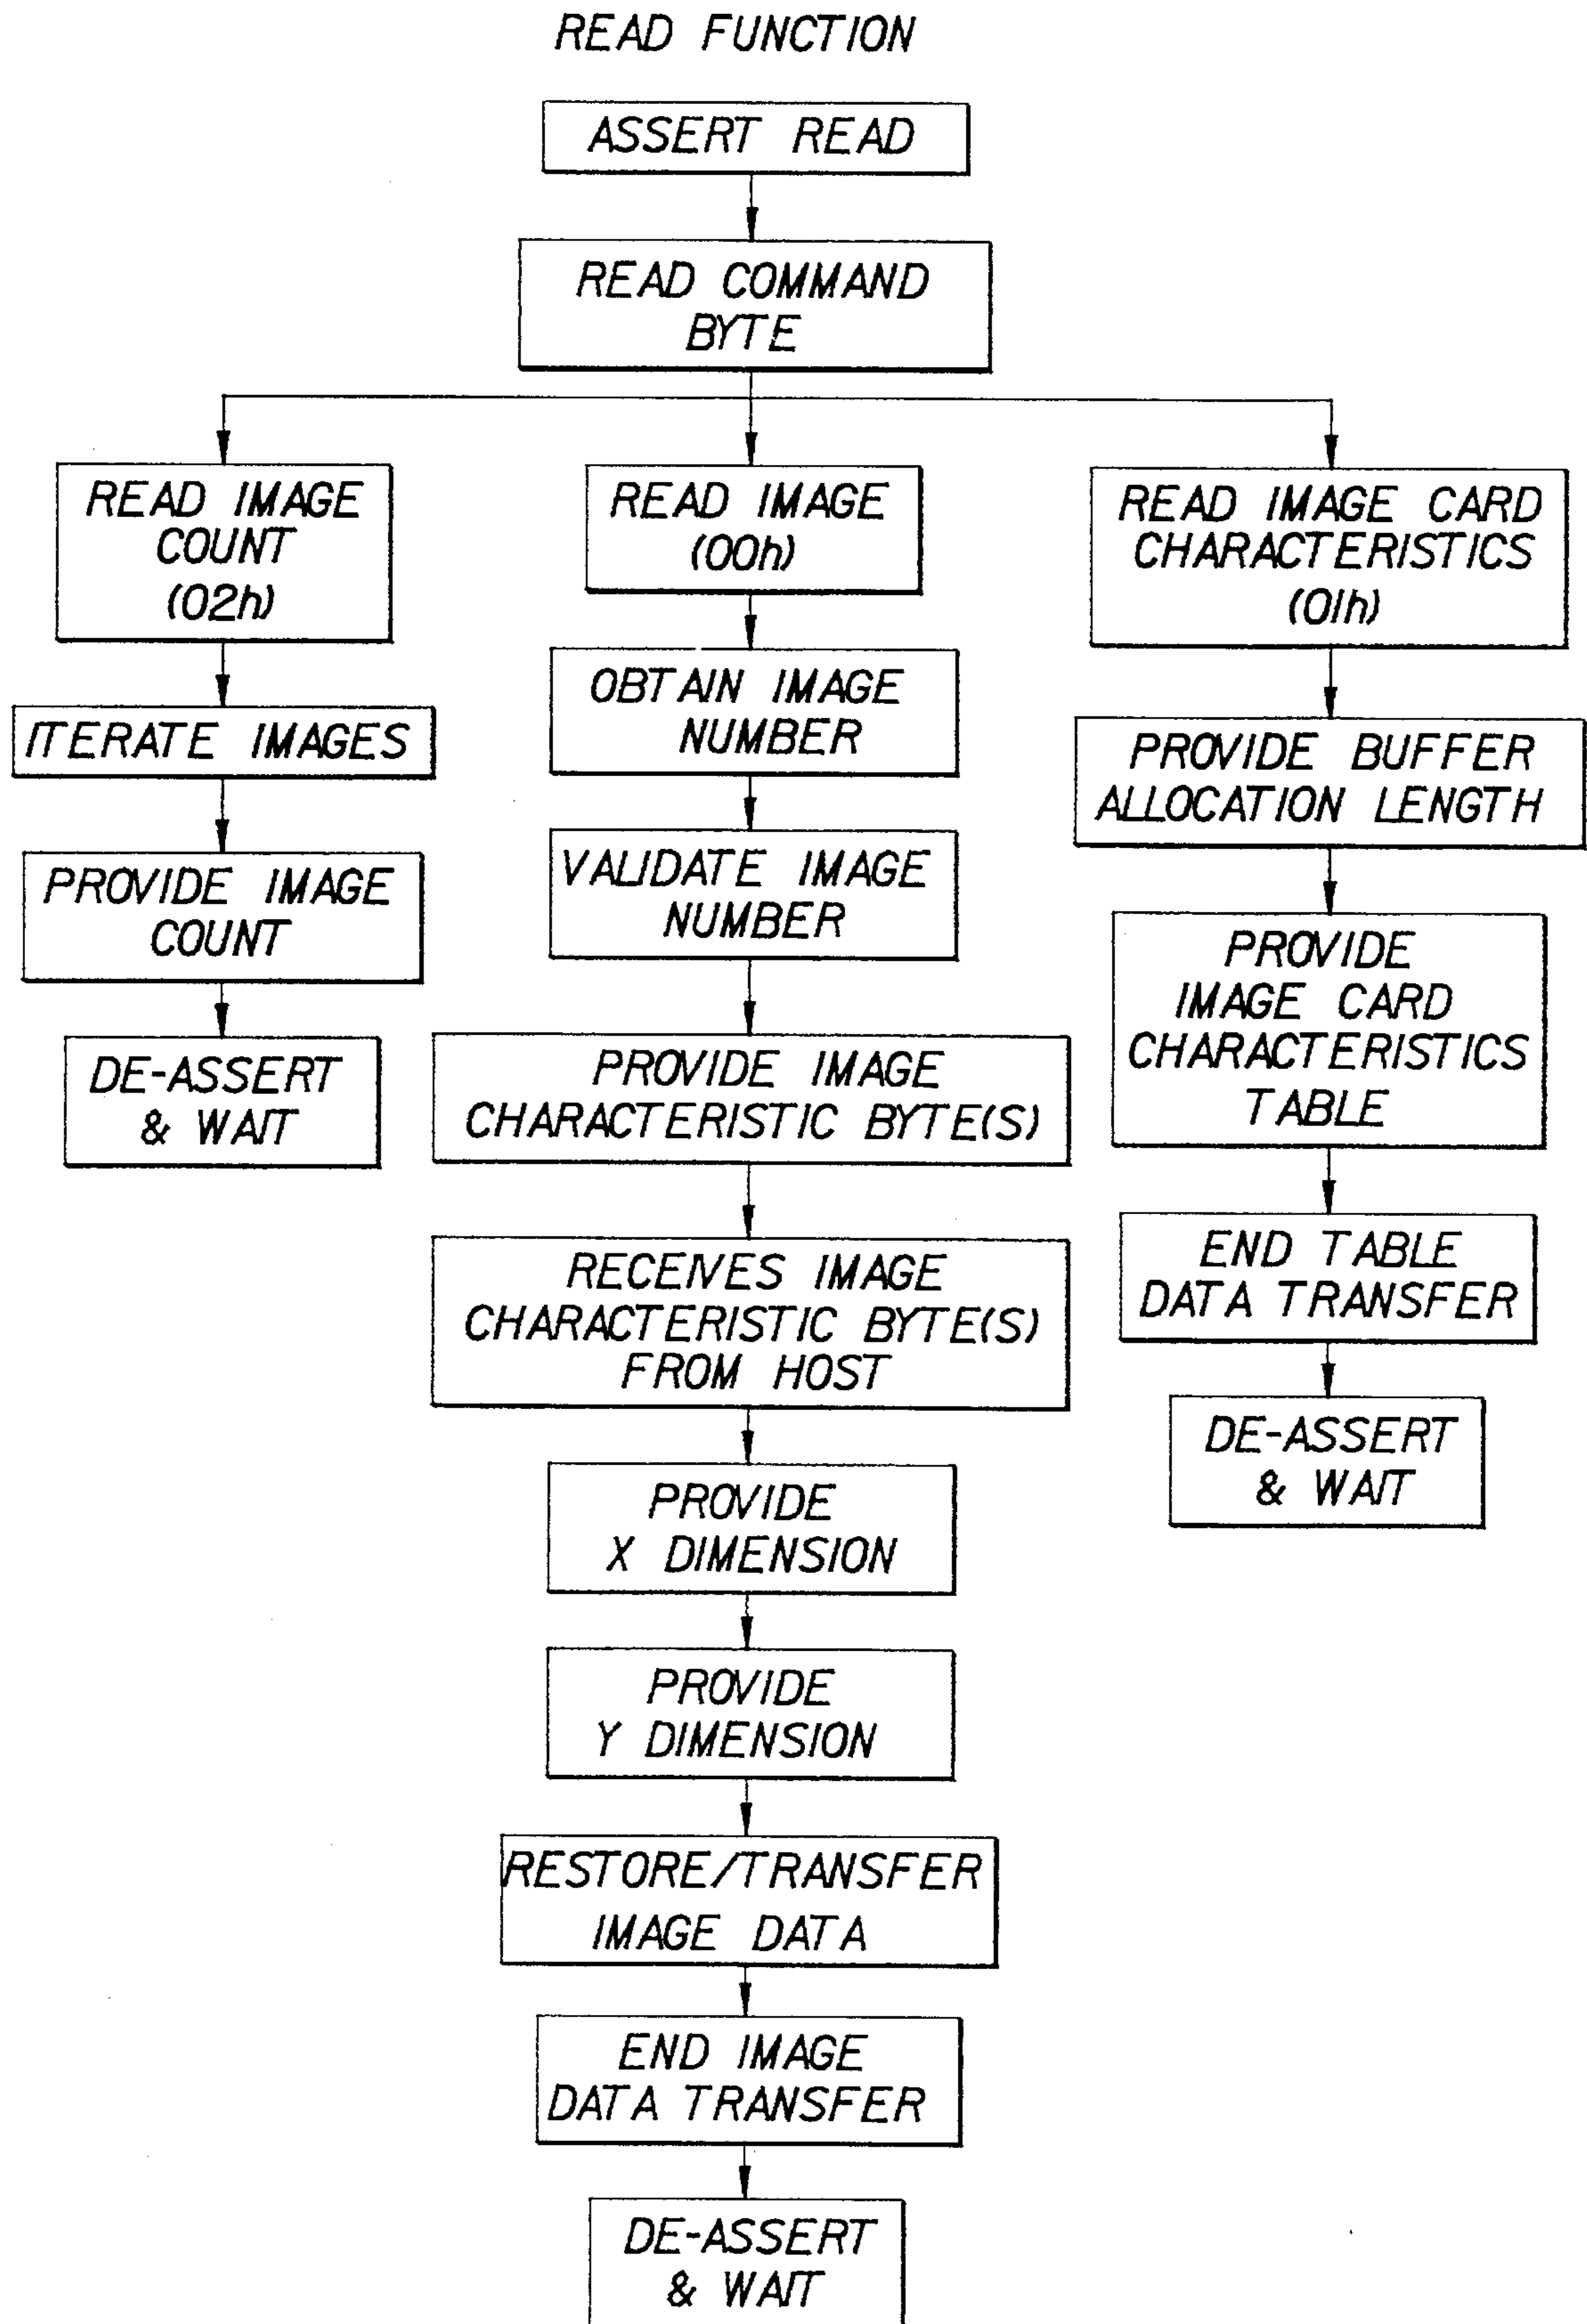 READ FUNCTION
ASSERT READ
READ COMMAND
BYTE
READ IMAGE
COUNT
(02h)
ITERATE IMAGES
PROVIDE IMAGE
COUNT
DE-ASSERT
& WAIT
READ IMAGE
(00h)
OBTAIN IMAGE
NUMBER
VALIDATE IMAGE
NUMBER
PROVIDE IMAGE
CHARACTERISTIC BYTE(S)
RECEIVES IMAGE
CHARACTERISTIC BYTE(S)
FROM HOST
PROVIDE
X DIMENSION
PROVIDE
Y DIMENSION
RESTORE/TRANSFER
IMAGE DATA
END IMAGE
DATA TRANSFER
DE-ASSERT
& WAIT
READ IMAGE CARD
CHARACTERISTICS
(01h)
PROVIDE BUFFER
ALLOCATION LENGTH
PROVIDE
IMAGE CARD
CHARACTERISTICS
TABLE
END TABLE
DATA TRANSFER
DE-ASSERT
& WAIT